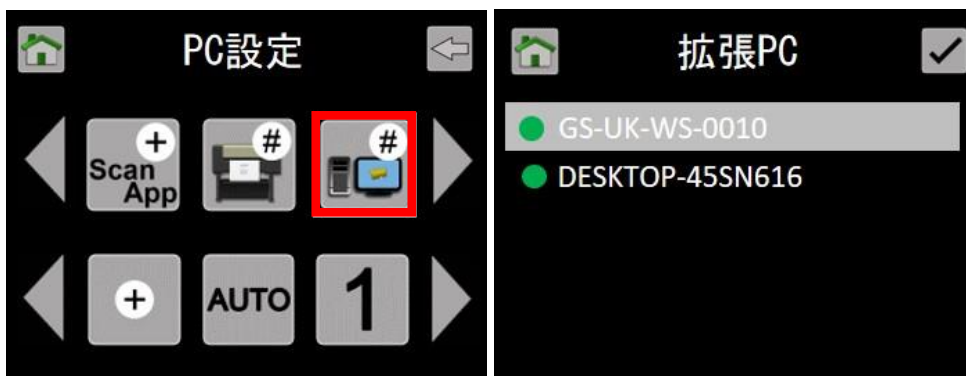 PC設定
+
Scan
App
#
#
+
AUTO
1
拡張PC
GS-UK-WS-0010
DESKTOP-45SN616